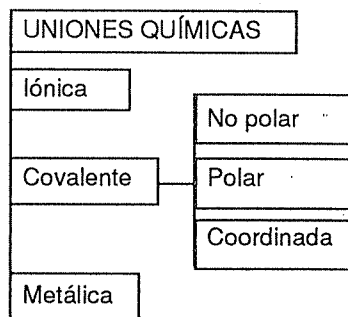 UNIONES QUÍMICAS
Iónica
Covalente
No polar
Polar
Coordinada
Metálica